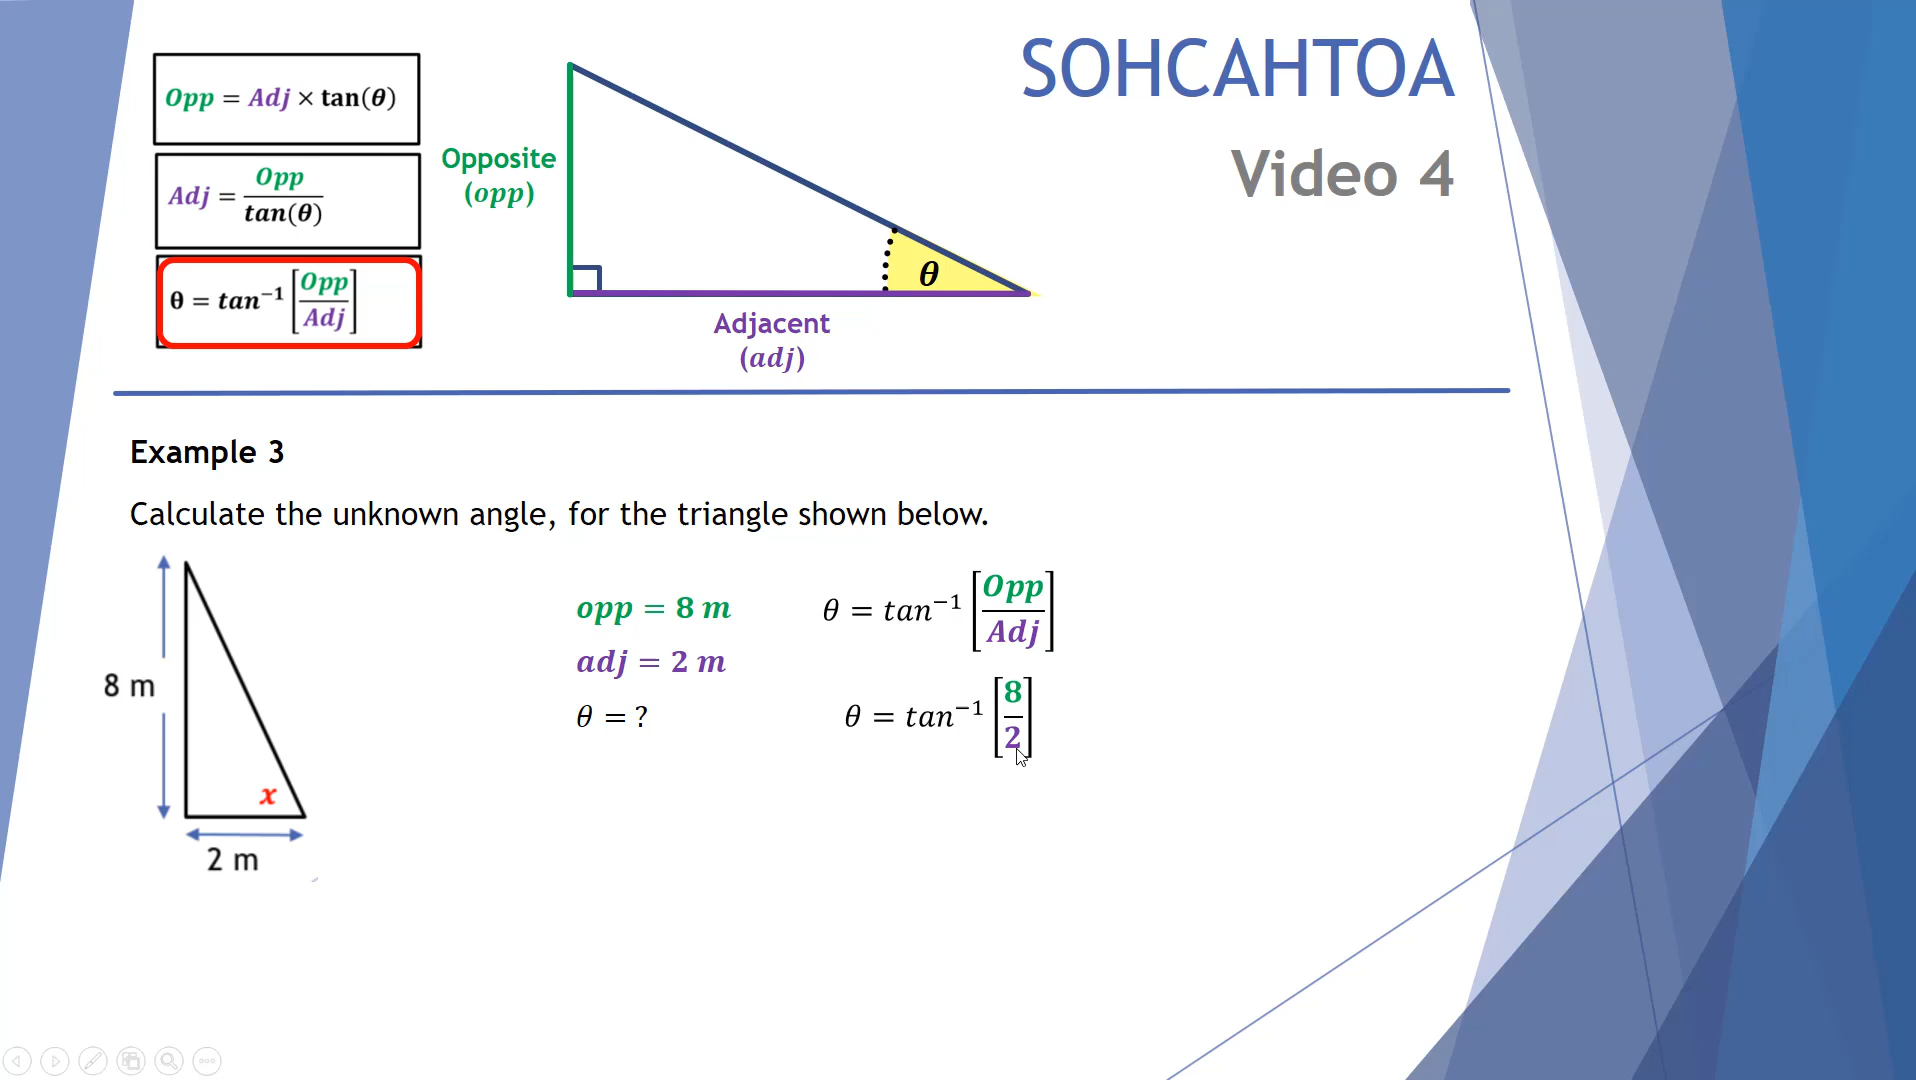 SOHCAHTOA
Video 4
Opp = Adj × tan(θ)
Adj = Opp / tan(θ)
θ = tan⁻¹ [Opp / Adj]
Opposite
(opp)
θ
Adjacent
(adj)
Example 3
Calculate the unknown angle, for the triangle shown below.
8 m
x
2 m
opp = 8 m
adj = 2 m
θ = ?
θ = tan⁻¹ [Opp / Adj]
θ = tan⁻¹ [8 / 2]